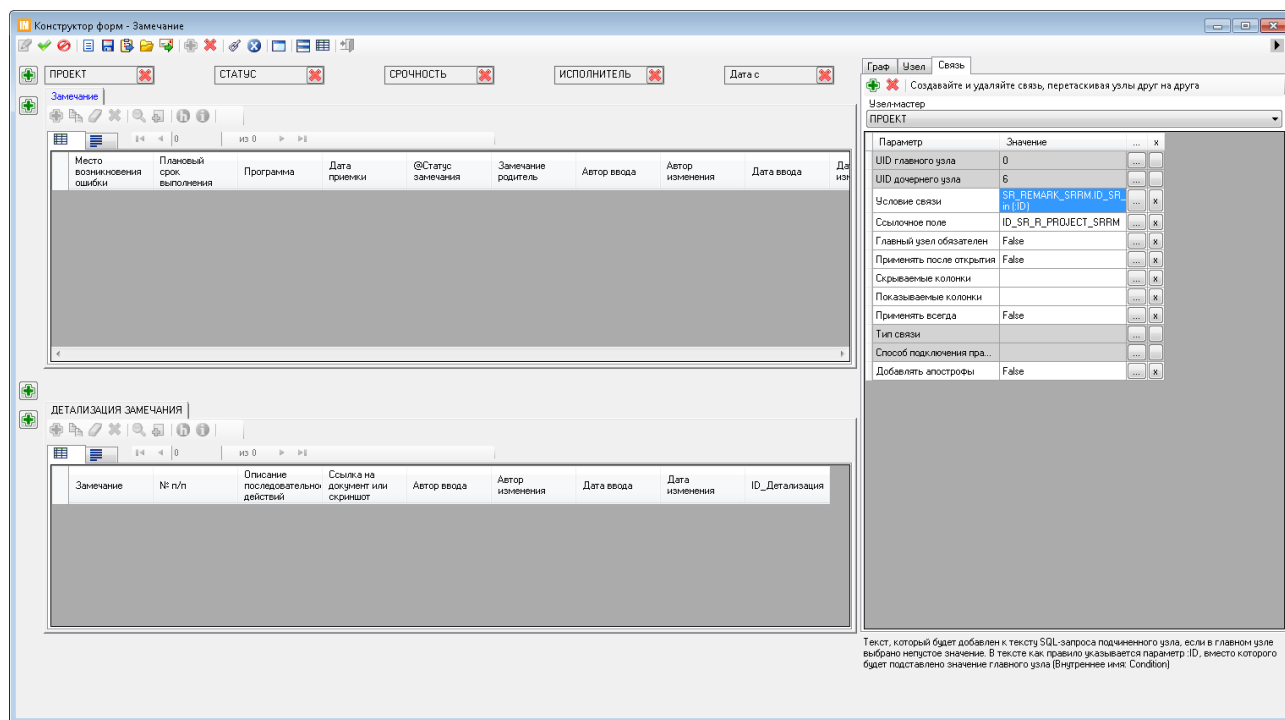 Конструктор форм - Замечание
ПРОЕКТ
СТАТУС
СРОЧНОСТЬ
ИСПОЛНИТЕЛЬ
Дата с
Замечание
0
из 0
Место возникновения ошибки
Плановый срок выполнения
Программа
Дата приемки
@Статус замечания
Замечание родитель
Автор ввода
Автор изменения
Дата ввода
ДЕТАЛИЗАЦИЯ ЗАМЕЧАНИЯ
0
из 0
Замечание
№ п/п
Описание последовательнос действий
Ссылка на документ или скриншот
Автор ввода
Автор изменения
Дата ввода
Дата изменения
ID_Детализация
Граф
Узел
Связь
Создавайте и удаляйте связь, перетаскивая узлы друг на друга
Узел-мастер
ПРОЕКТ
Параметр
Значение
...
x
UID главного узла
0
...
UID дочернего узла
6
...
Условие связи
SR_REMARK_SRRM.ID_SR_
in (:ID)
...
x
Ссылочное поле
ID_SR_R_PROJECT_SRRM
...
x
Главный узел обязателен
False
...
x
Применять после открытия
False
...
x
Скрываемые колонки
...
x
Показываемые колонки
...
x
Применять всегда
False
...
x
Тип связи
...
Способ подключения пра...
...
Добавлять апострофы
False
...
x
Текст, который будет добавлен к тексту SQL-запроса подчиненного узла, если в главном узле
выбрано непустое значение. В тексте как правило указывается параметр :ID, вместо которого
будет подставлено значение главного узла (Внутреннее имя: Condition)